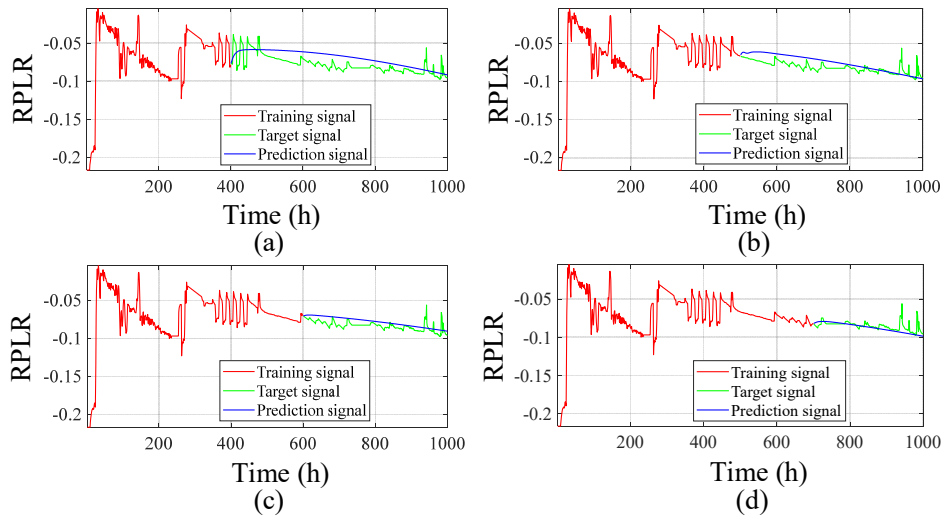 -0.05
-0.1
-0.15
-0.2
RPLR
Training signal
Target signal
Prediction signal
200 400 600 800 1000
Time (h)
(a)
-0.05
-0.1
-0.15
-0.2
RPLR
Training signal
Target signal
Prediction signal
200 400 600 800 1000
Time (h)
(b)
-0.05
-0.1
-0.15
-0.2
RPLR
Training signal
Target signal
Prediction signal
200 400 600 800 1000
Time (h)
(c)
-0.05
-0.1
-0.15
-0.2
RPLR
Training signal
Target signal
Prediction signal
200 400 600 800 1000
Time (h)
(d)